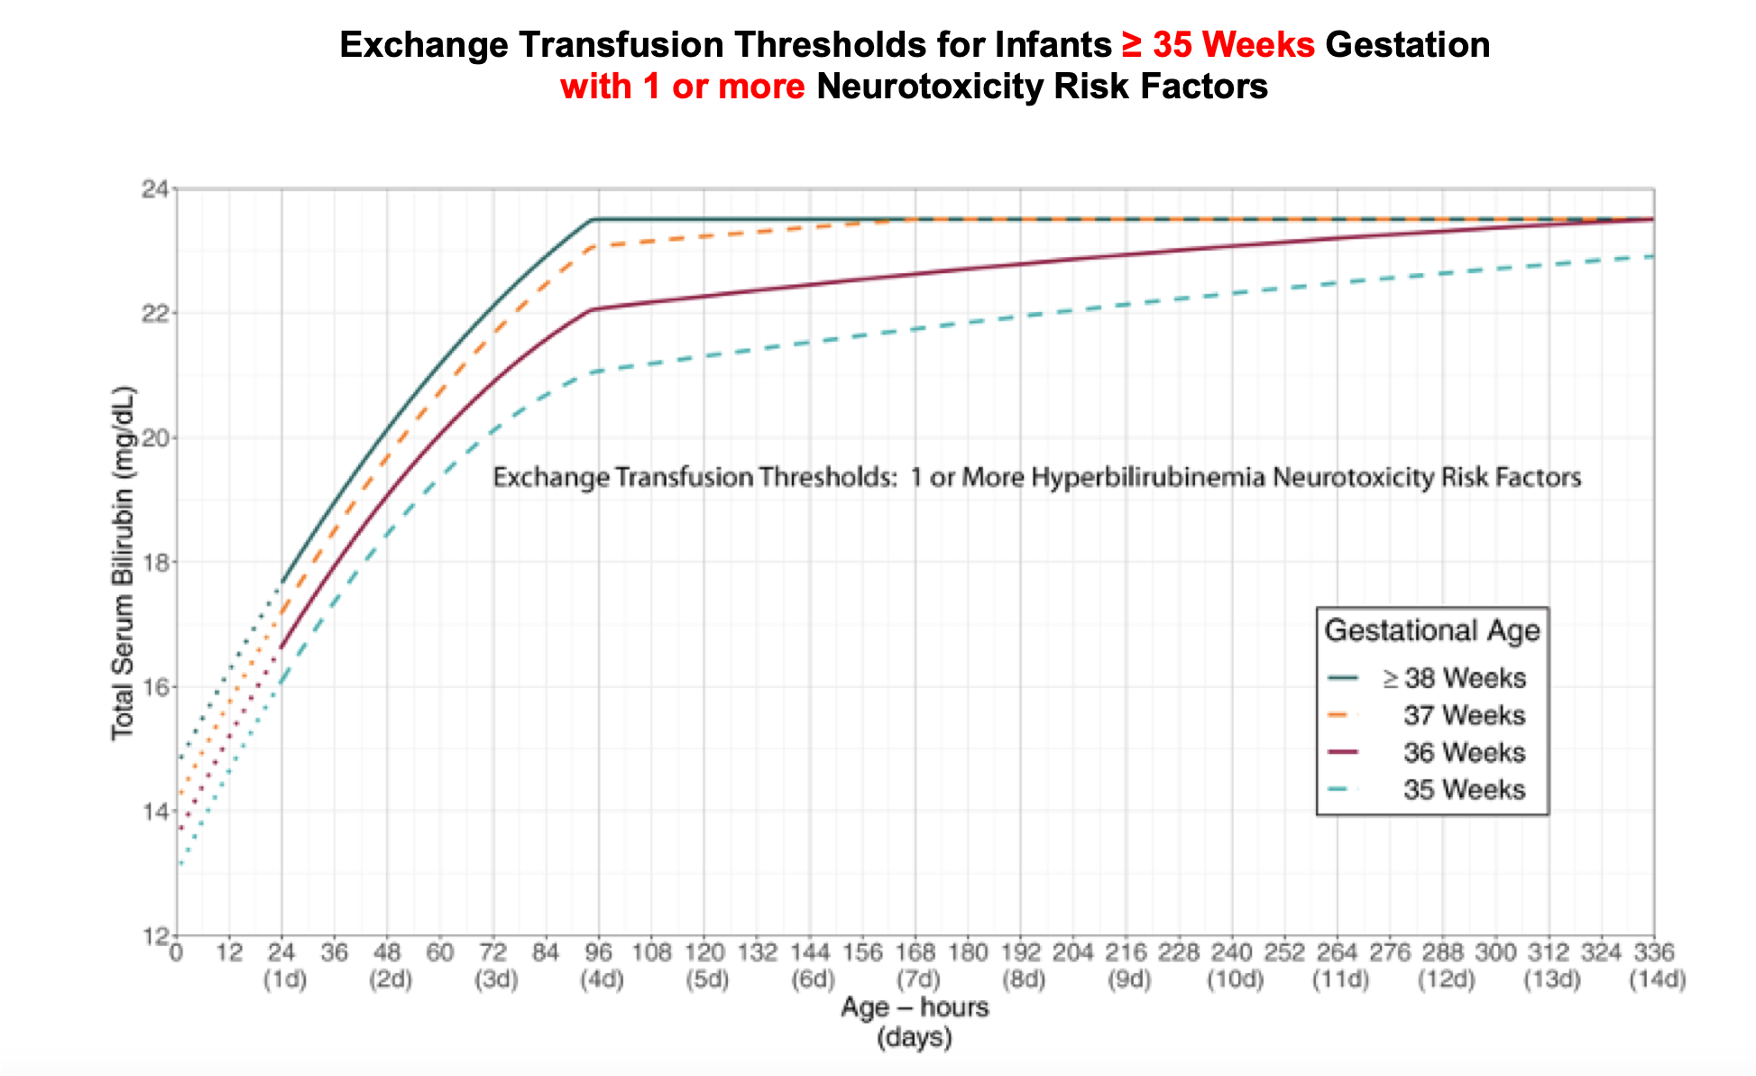 Exchange Transfusion Thresholds for Infants ≥ 35 Weeks Gestation
with 1 or more Neurotoxicity Risk Factors
Total Serum Bilirubin (mg/dL)
24
22
20
18
16
14
12
Exchange Transfusion Thresholds:  1 or More Hyperbilirubinemia Neurotoxicity Risk Factors
Gestational Age
≥ 38 Weeks
37 Weeks
36 Weeks
35 Weeks
0 12 24 36 48 60 72 84 96 108 120 132 144 156 168 180 192 204 216 228 240 252 264 276 288 300 312 324 336
(1d) (2d) (3d) (4d) (5d) (6d) (7d) (8d) (9d) (10d) (11d) (12d) (13d) (14d)
Age – hours
(days)